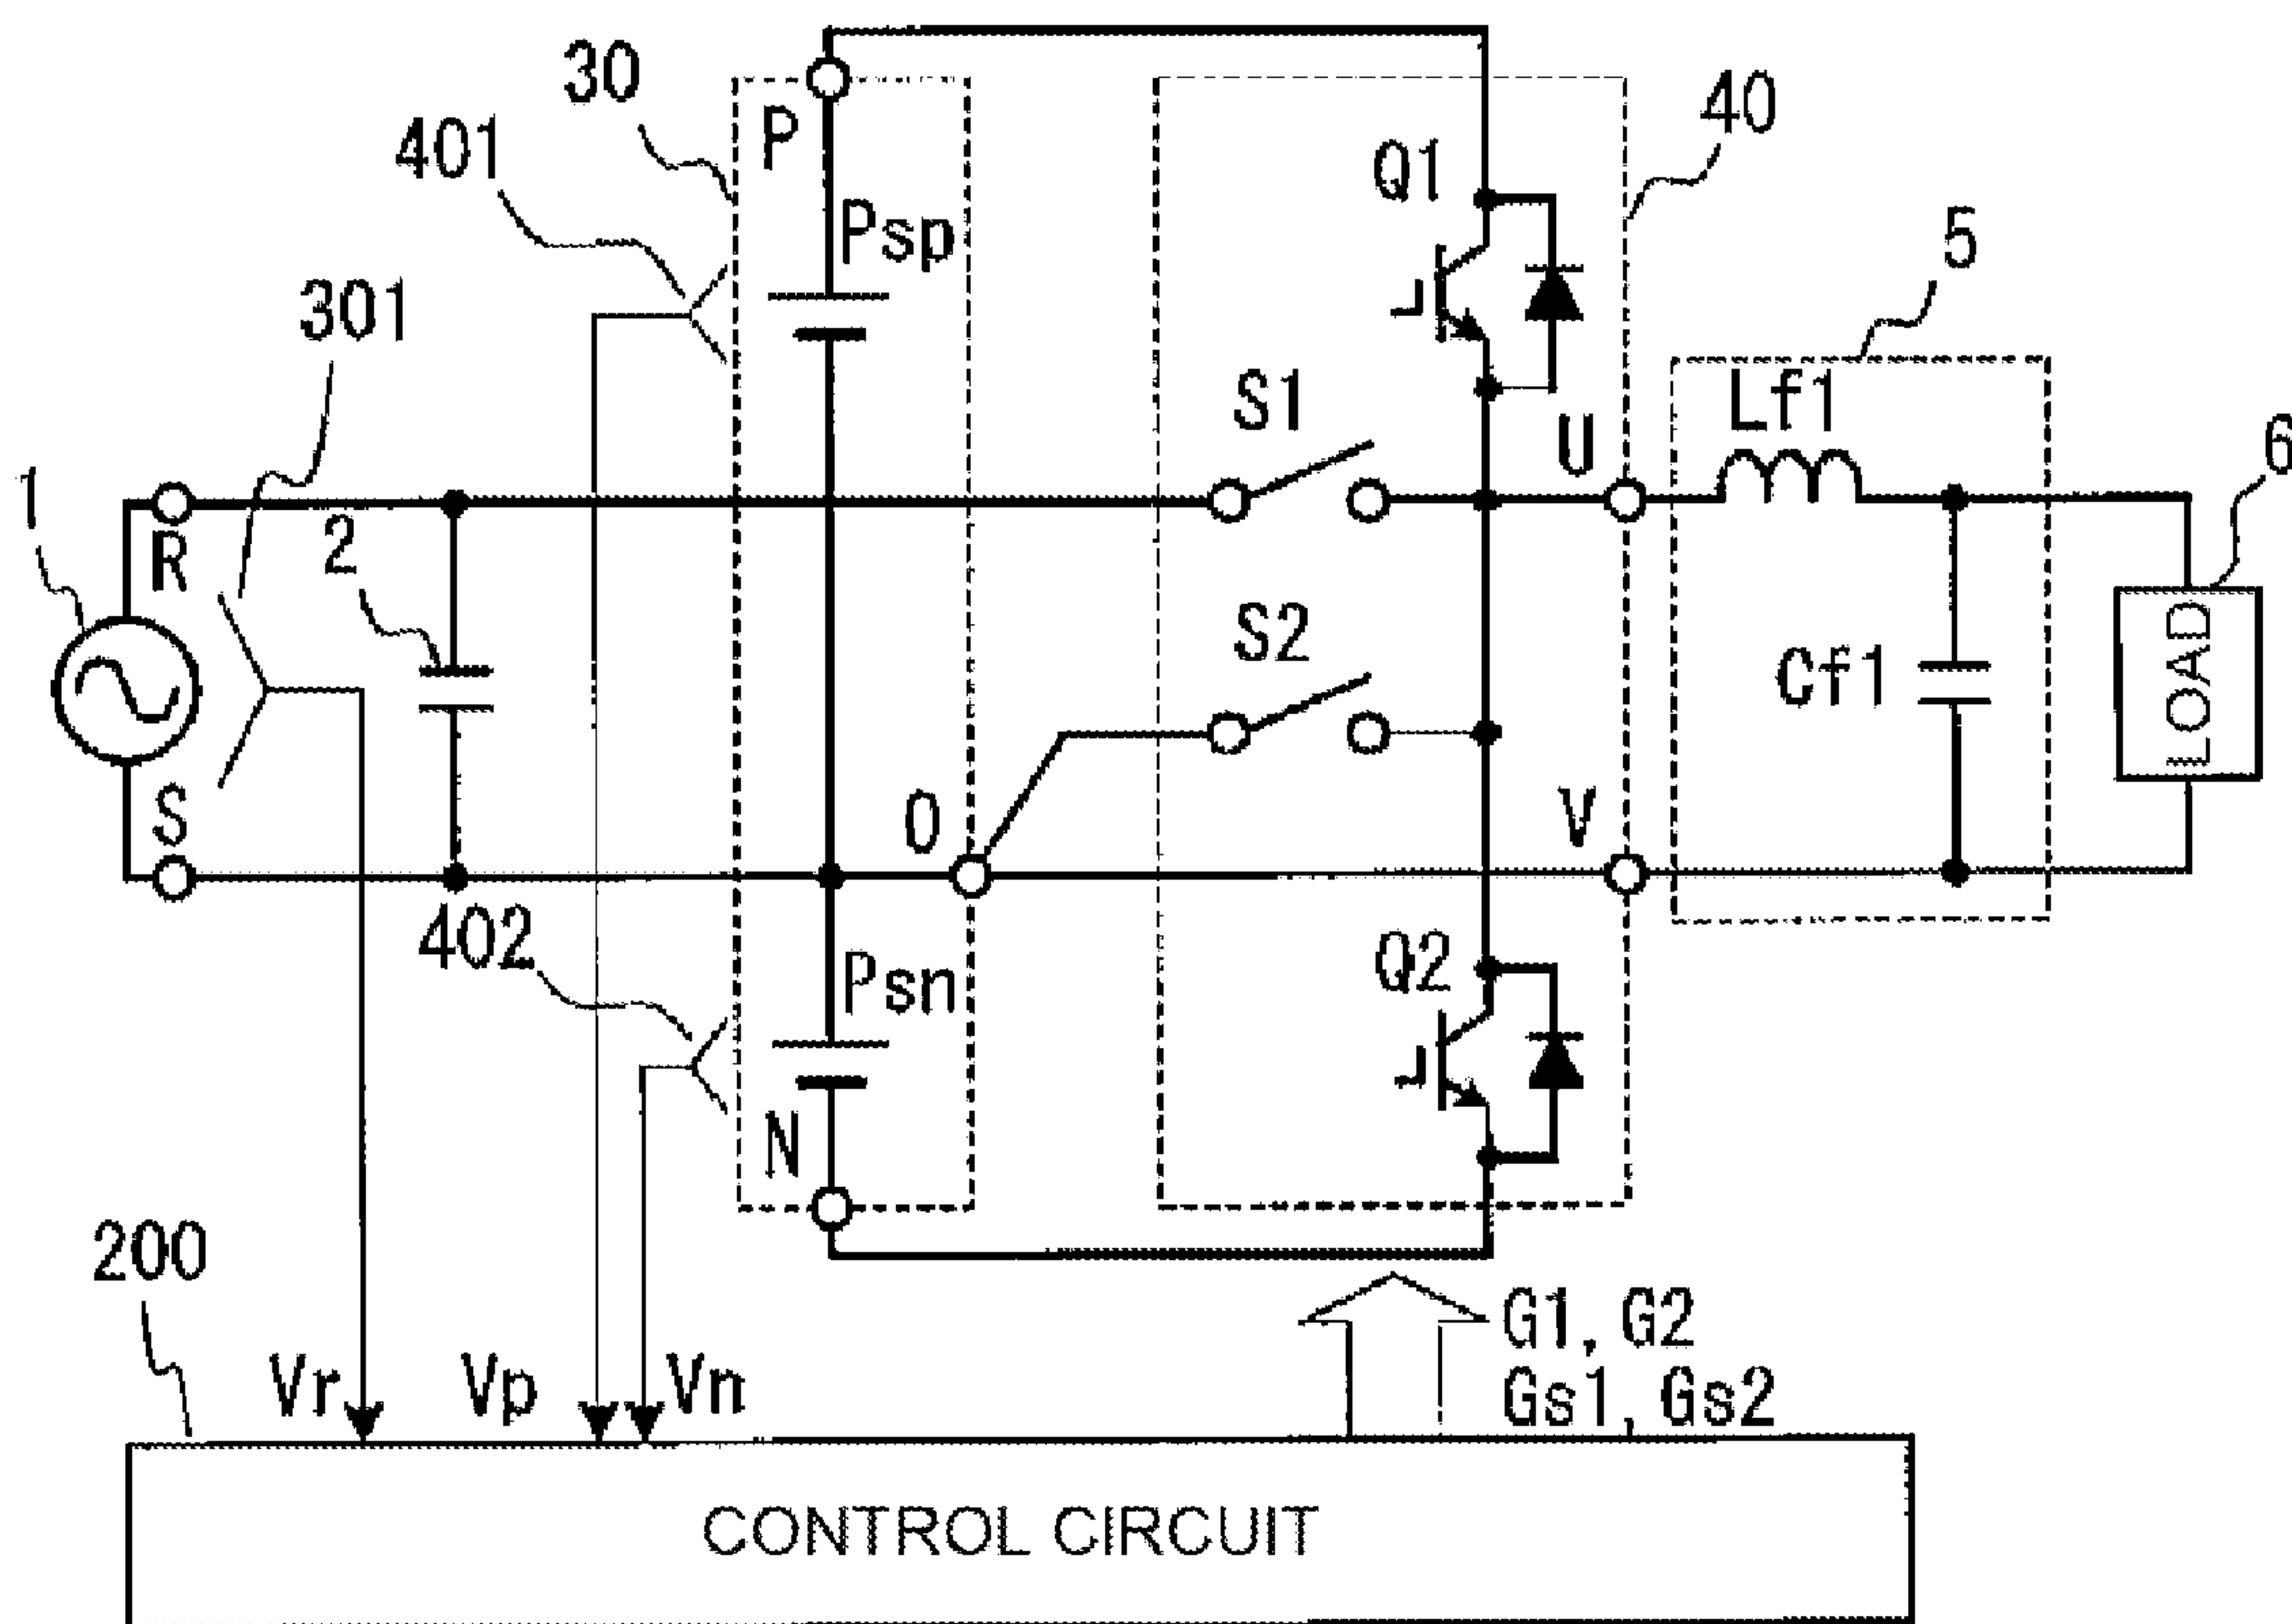 30
P
401
Psp
Q1
40
5
301
S1
U
Lf1
6
1
R
2
S2
Cf1
LOAD
S
O
V
402
Psn
Q2
N
200
Vr
Vp
Vn
G1, G2
Gs1, Gs2
CONTROL CIRCUIT